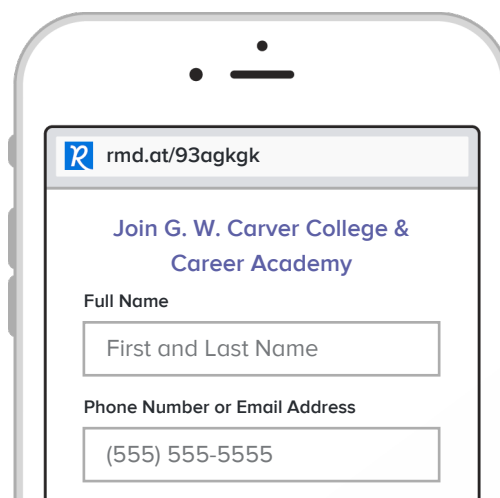 rmd.at/93agkgk
Join G. W. Carver College &
Career Academy
Full Name
First and Last Name
Phone Number or Email Address
(555) 555-5555